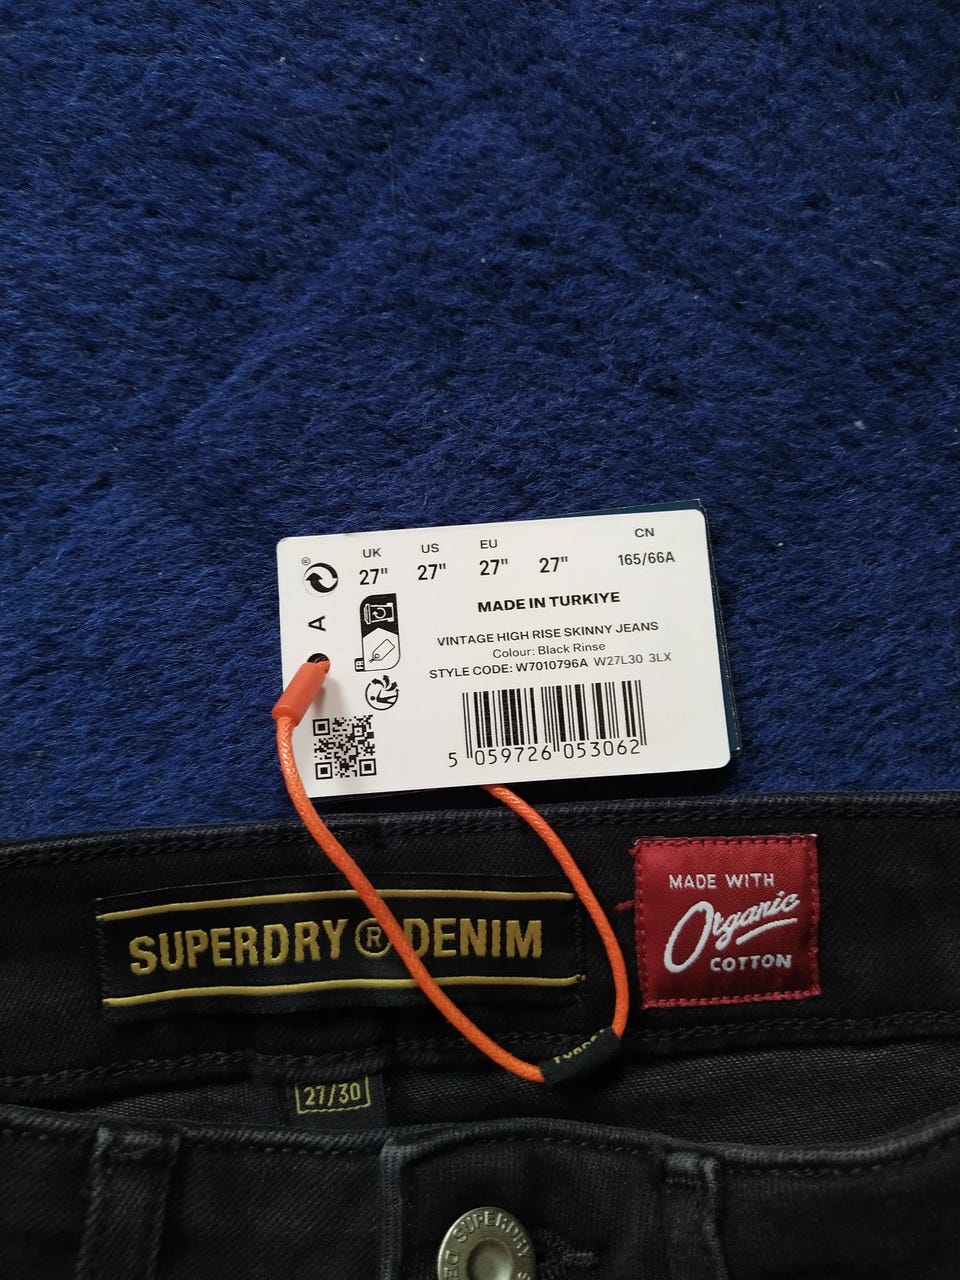 UK US EU CN
27" 27" 27" 27" 165/66A
MADE IN TURKIYE
VINTAGE HIGH RISE SKINNY JEANS
Colour: Black Rinse
STYLE CODE: W7010796A W27L30 3LX
5 059726 053062
A
FR
SUPERDRY ® DENIM
MADE WITH
Organic
COTTON
27/30
SUPERDRY